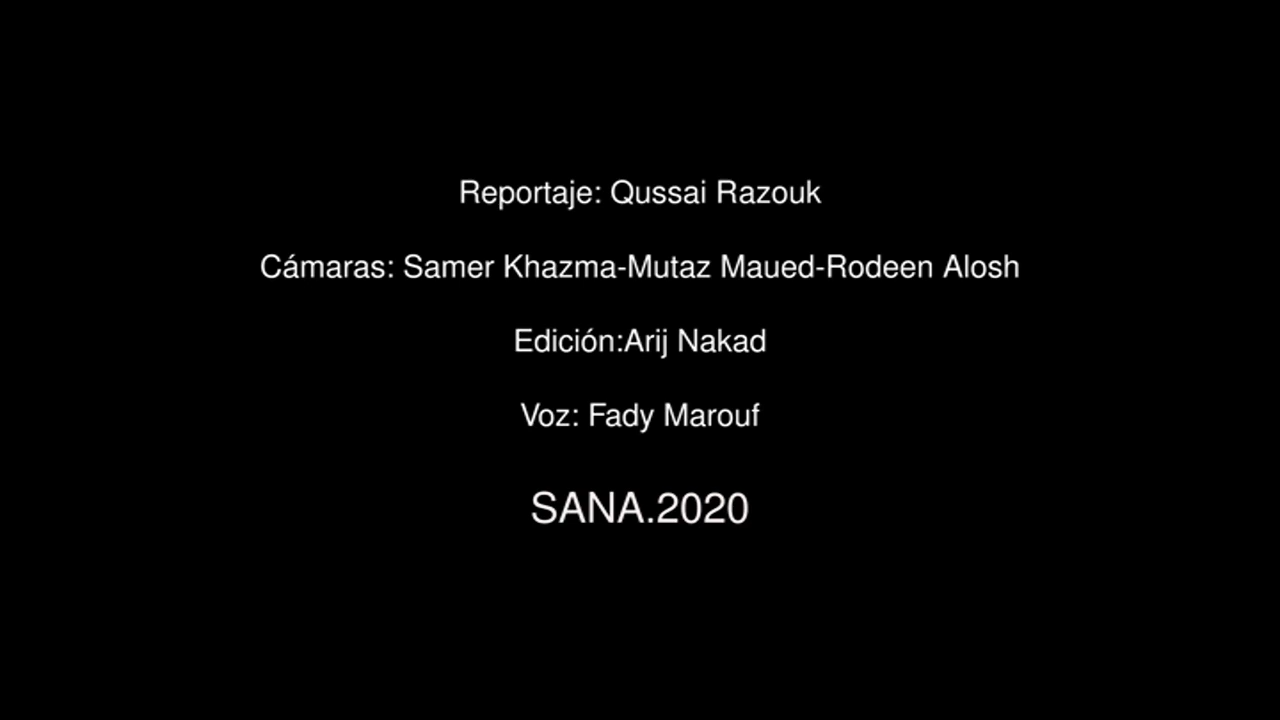 Reportaje: Qussai Razouk
Cámaras: Samer Khazma-Mutaz Maued-Rodeen Alosh
Edición:Arij Nakad
Voz: Fady Marouf
SANA.2020